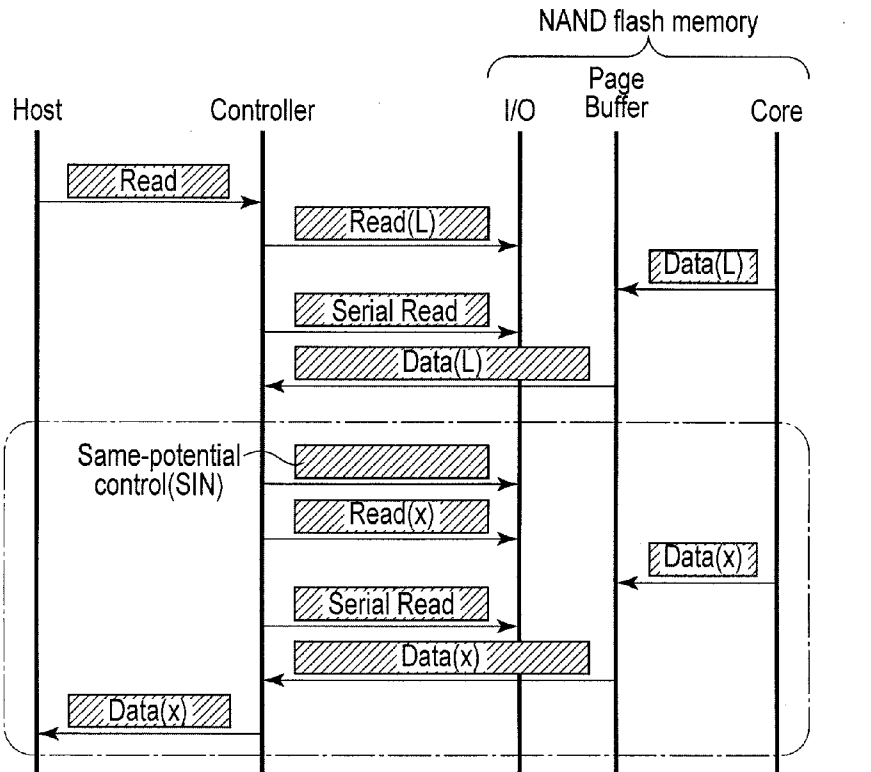 NAND flash memory
Host
Controller
I/O
Page
Buffer
Core
Read
Read(L)
Data(L)
Serial Read
Data(L)
Same-potential
control(SIN)
Read(x)
Data(x)
Serial Read
Data(x)
Data(x)